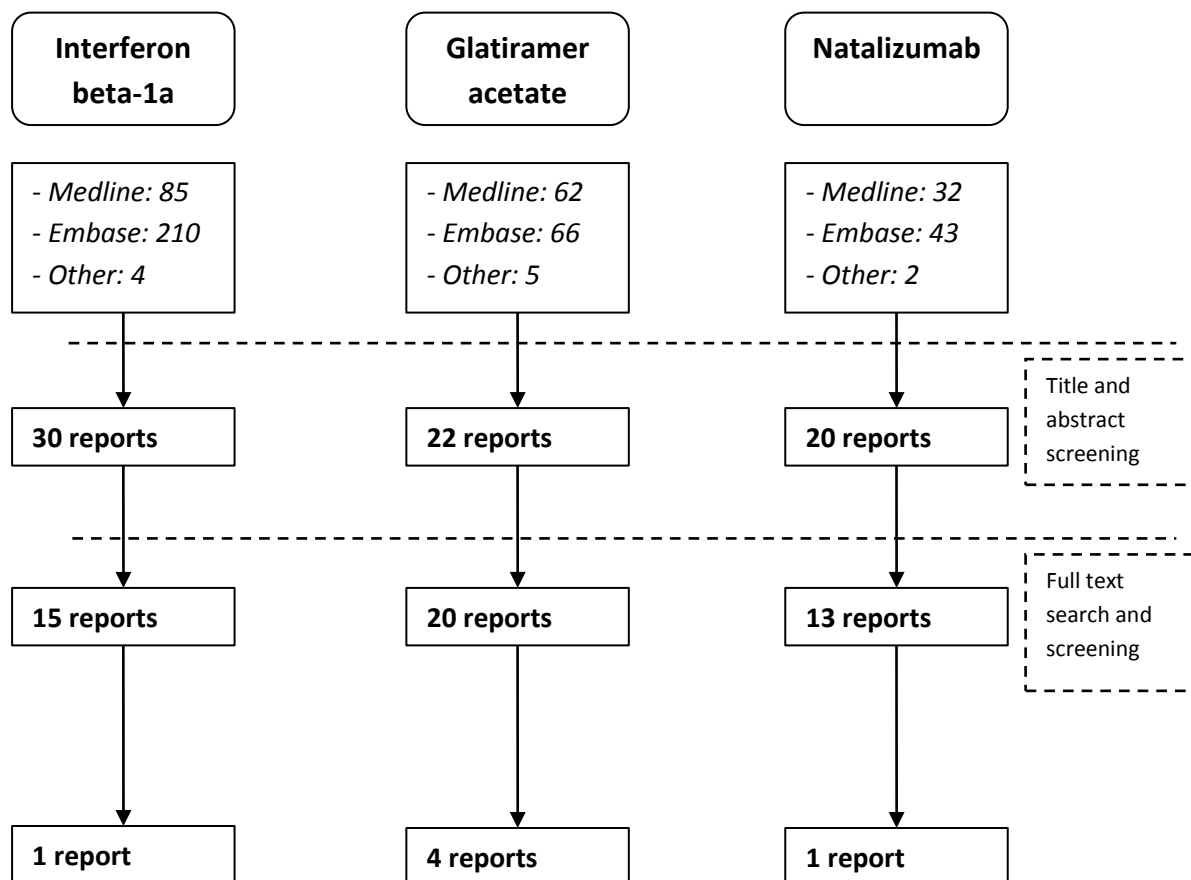 Interferon
beta-1a
Glatiramer
acetate
Natalizumab
- Medline: 85
- Embase: 210
- Other: 4
- Medline: 62
- Embase: 66
- Other: 5
- Medline: 32
- Embase: 43
- Other: 2
Title and
abstract
screening
30 reports
22 reports
20 reports
Full text
search and
screening
15 reports
20 reports
13 reports
1 report
4 reports
1 report